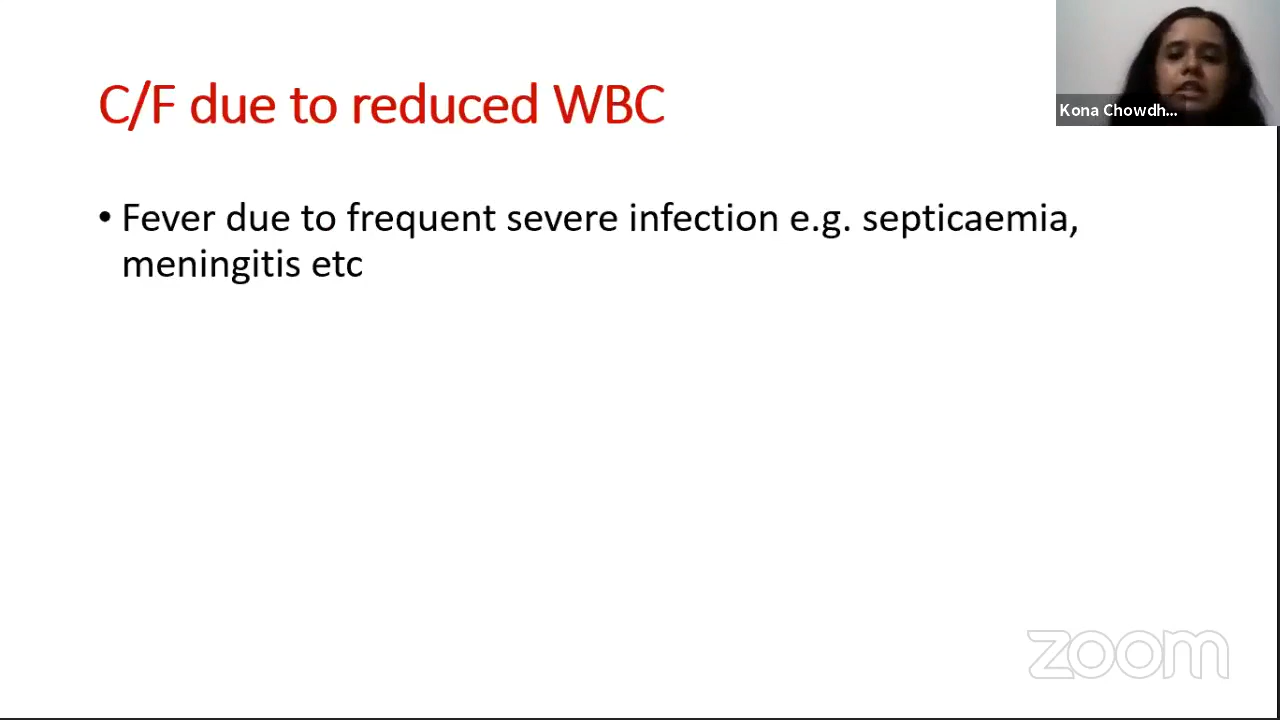 C/F due to reduced WBC
Kona Chowdh...
• Fever due to frequent severe infection e.g. septicaemia,
meningitis etc
zoom